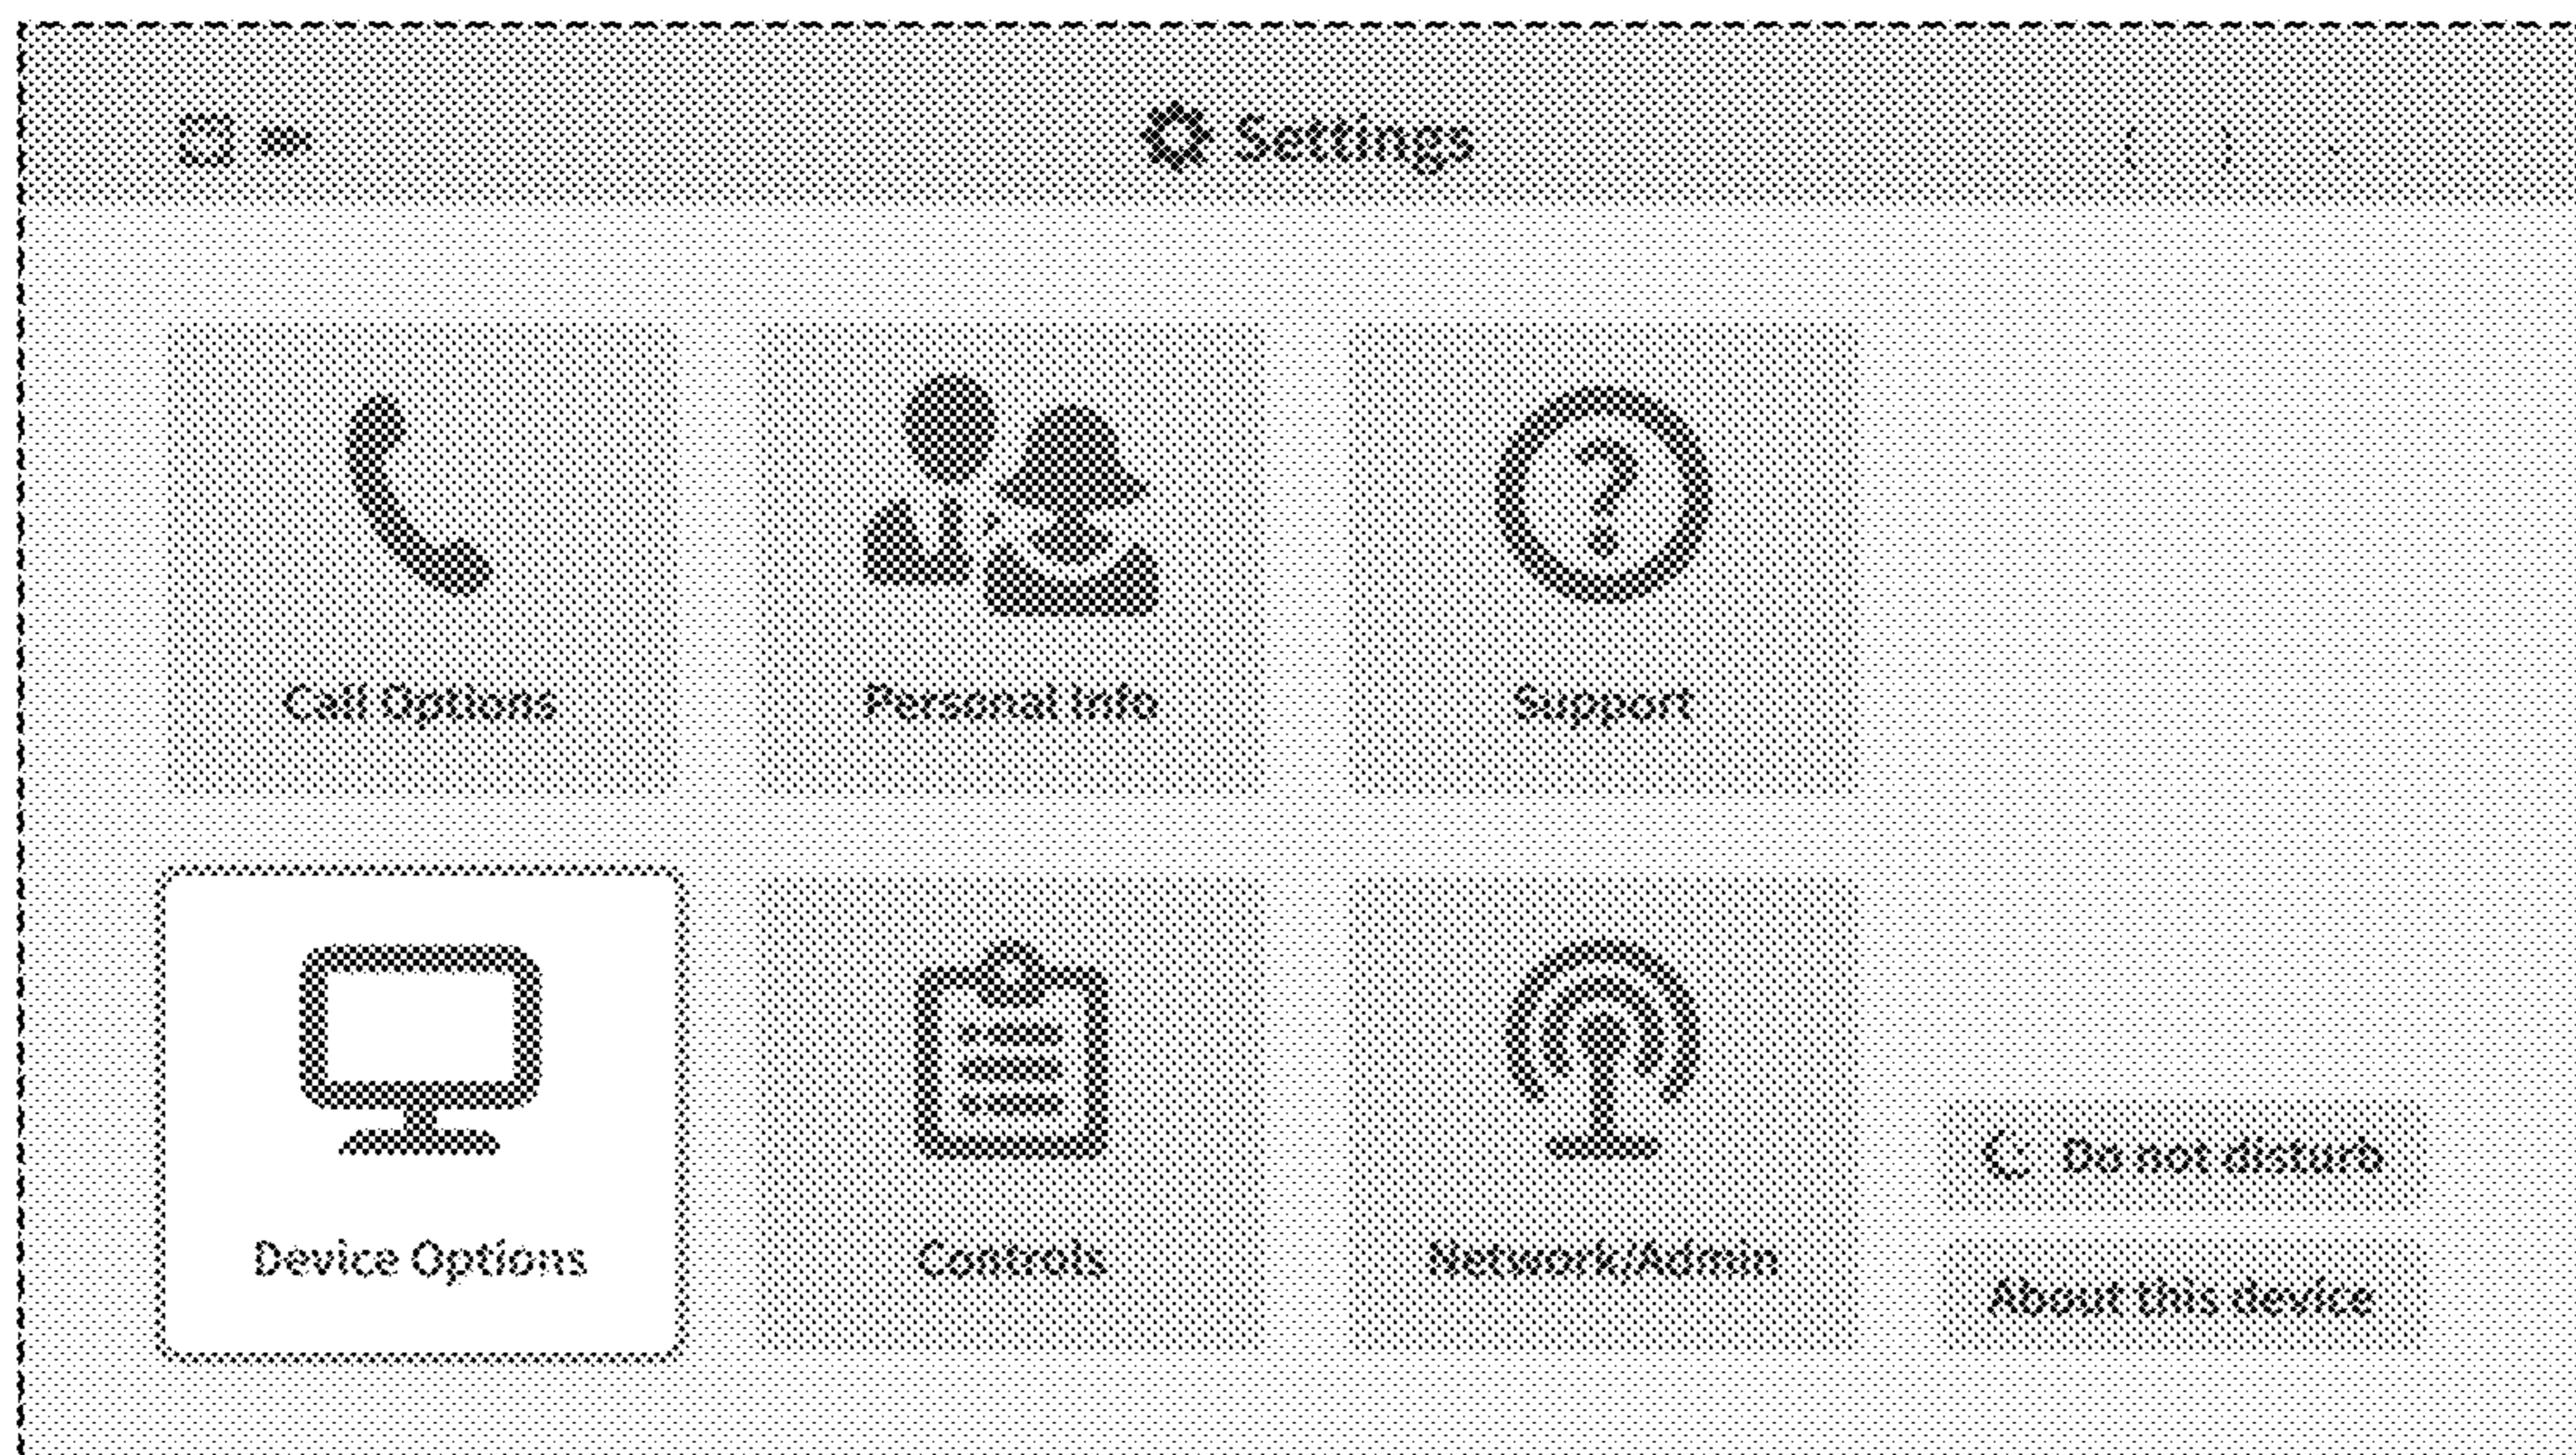 Settings
Call Options
Personal Info
Support
Device Options
Controls
Network/Admin
Do not disturb
About this device